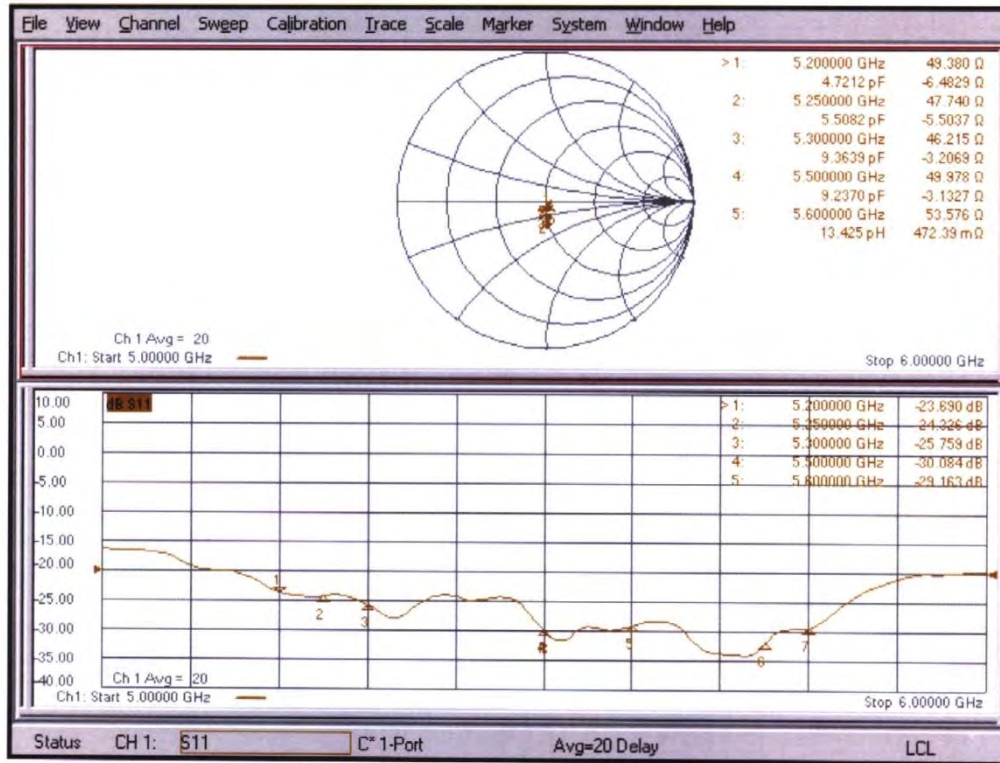 File View Channel Sweep Calibration Trace Scale Marker System Window Help
> 1: 5.200000 GHz 49.380 Ω
4.7212 pF -6.4829 Ω
2: 5.250000 GHz 47.740 Ω
5.5082 pF -5.5037 Ω
3: 5.300000 GHz 46.215 Ω
9.3639 pF -3.2069 Ω
4: 5.500000 GHz 49.978 Ω
9.2370 pF -3.1327 Ω
5: 5.600000 GHz 53.576 Ω
13.425 pH 472.39 mΩ
Ch 1 Avg = 20
Ch1: Start 5.00000 GHz
Stop 6.00000 GHz
10.00
5.00
0.00
-5.00
-10.00
-15.00
-20.00
-25.00
-30.00
-35.00
-40.00
dB S11
> 1: 5.200000 GHz -23.690 dB
2: 5.250000 GHz -24.326 dB
3: 5.300000 GHz -25.759 dB
4: 5.500000 GHz -30.084 dB
5: 5.600000 GHz -29.163 dB
1
2
3
5
6
7
Ch 1 Avg = 20
Ch1: Start 5.00000 GHz
Stop 6.00000 GHz
Status CH 1: S11 C* 1-Port Avg=20 Delay LCL